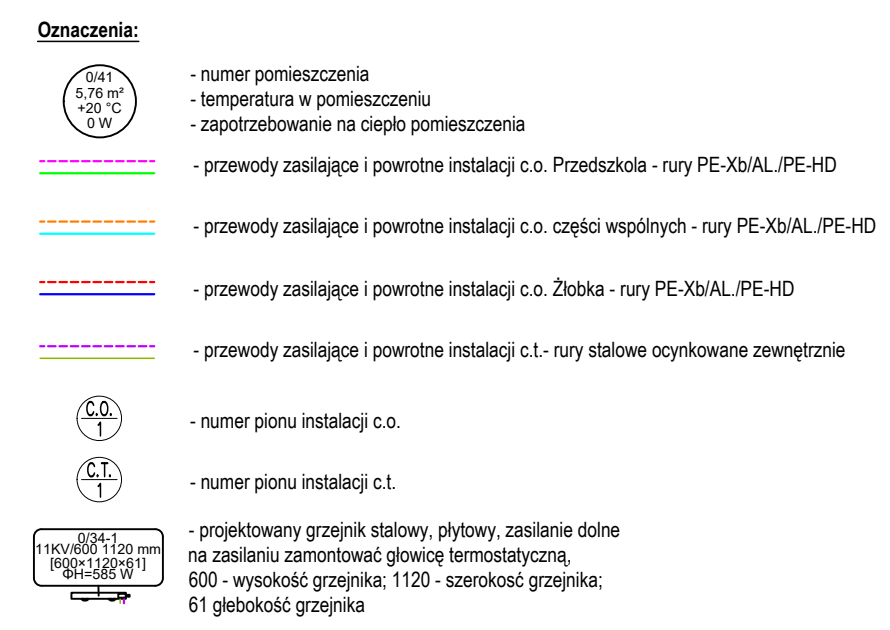 Oznaczenia:
0/41
5,76 m²
+20 °C
0 W
- numer pomieszczenia
- temperatura w pomieszczeniu
- zapotrzebowanie na ciepło pomieszczenia
- przewody zasilające i powrotne instalacji c.o. Przedszkola - rury PE-Xb/AL./PE-HD
- przewody zasilające i powrotne instalacji c.o. części wspólnych - rury PE-Xb/AL./PE-HD
- przewody zasilające i powrotne instalacji c.o. Żłobka - rury PE-Xb/AL./PE-HD
- przewody zasilające i powrotne instalacji c.t.- rury stalowe ocynkowane zewnętrznie
C.O.
1
- numer pionu instalacji c.o.
C.T.
1
- numer pionu instalacji c.t.
0/34-1
11KV/600 1120 mm
[600×1120×61]
ΦH=585 W
- projektowany grzejnik stalowy, płytowy, zasilanie dolne
na zasilaniu zamontować głowicę termostatyczną,
600 - wysokość grzejnika; 1120 - szerokosć grzejnika;
61 głebokość grzejnika